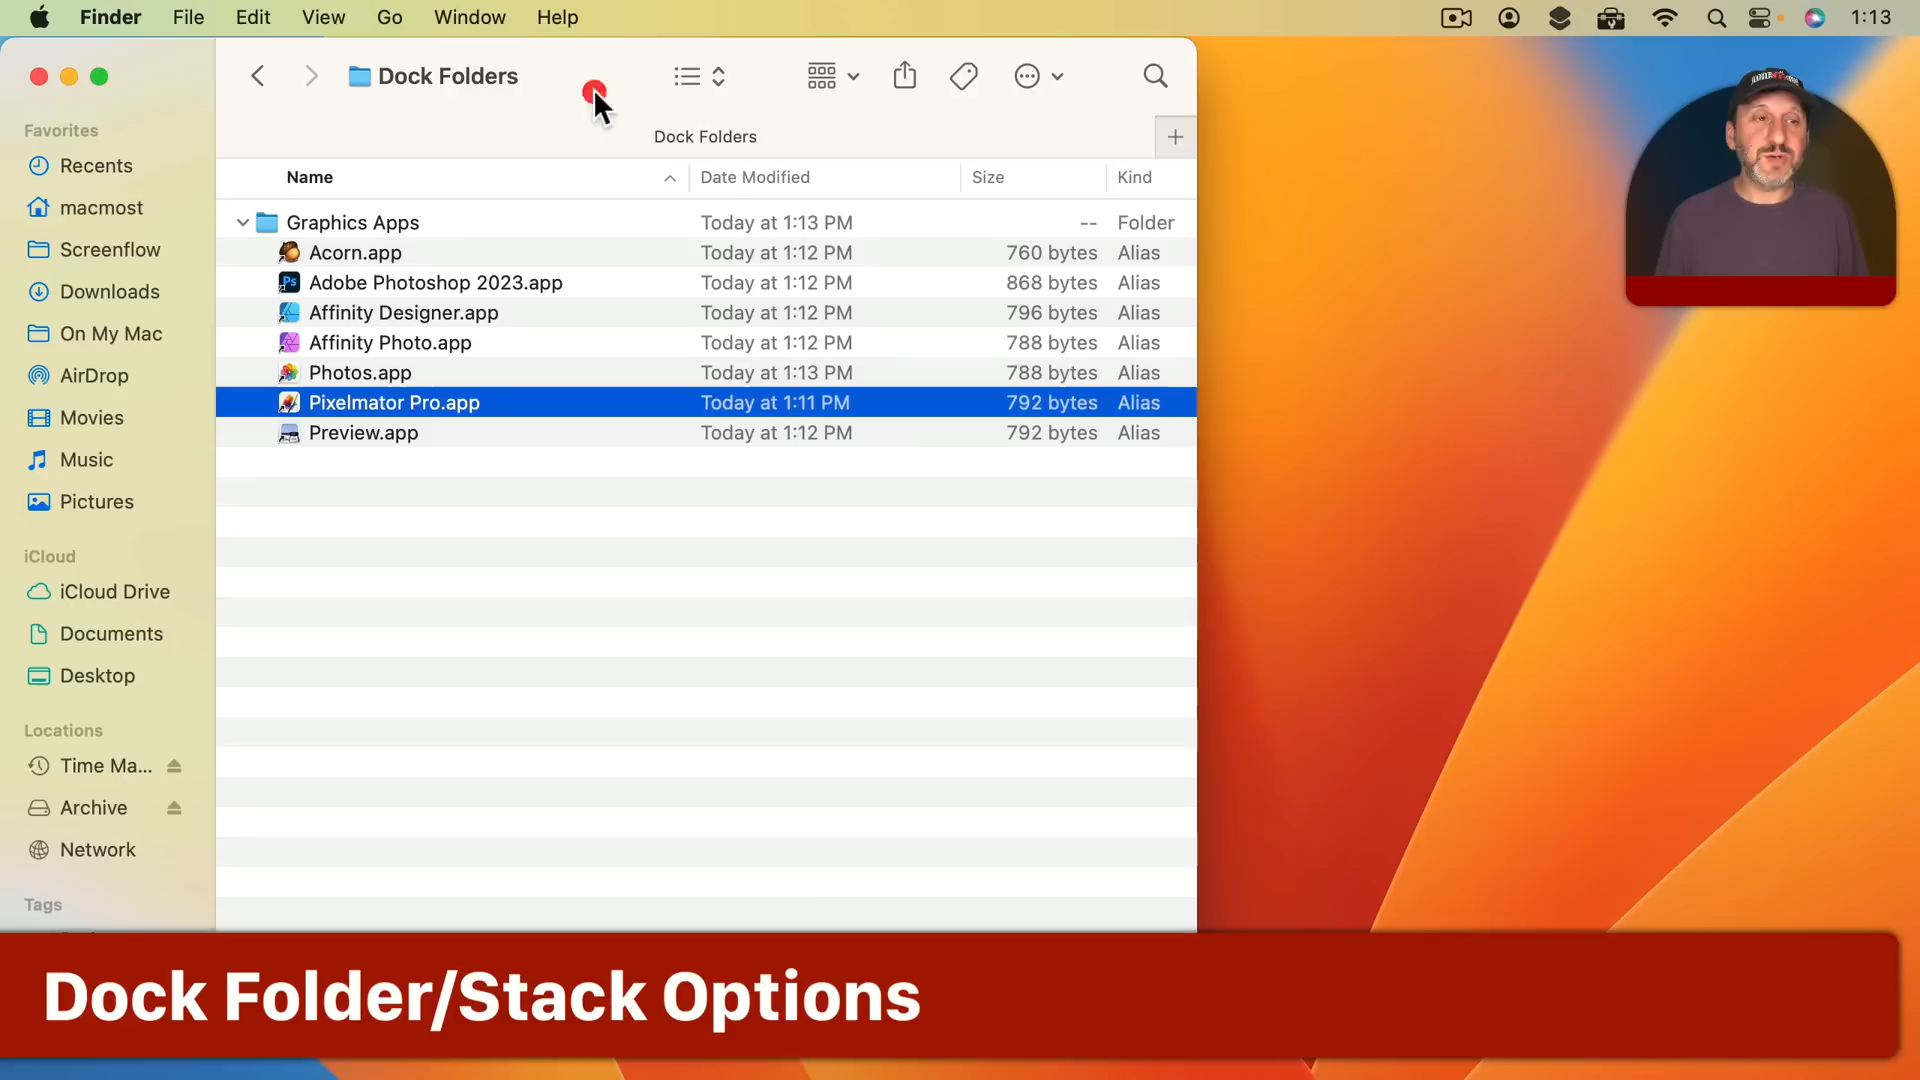 Finder File Edit View Go Window Help 1:13
Dock Folders
Dock Folders
Favorites
Recents
macmost
Screenflow
Downloads
On My Mac
AirDrop
Movies
Music
Pictures
iCloud
iCloud Drive
Documents
Desktop
Locations
Time Ma...
Archive
Network
Tags
Name Date Modified Size Kind
Graphics Apps Today at 1:13 PM -- Folder
Acorn.app Today at 1:12 PM 760 bytes Alias
Adobe Photoshop 2023.app Today at 1:12 PM 868 bytes Alias
Affinity Designer.app Today at 1:12 PM 796 bytes Alias
Affinity Photo.app Today at 1:12 PM 788 bytes Alias
Photos.app Today at 1:13 PM 788 bytes Alias
Pixelmator Pro.app Today at 1:11 PM 792 bytes Alias
Preview.app Today at 1:12 PM 792 bytes Alias
Dock Folder/Stack Options